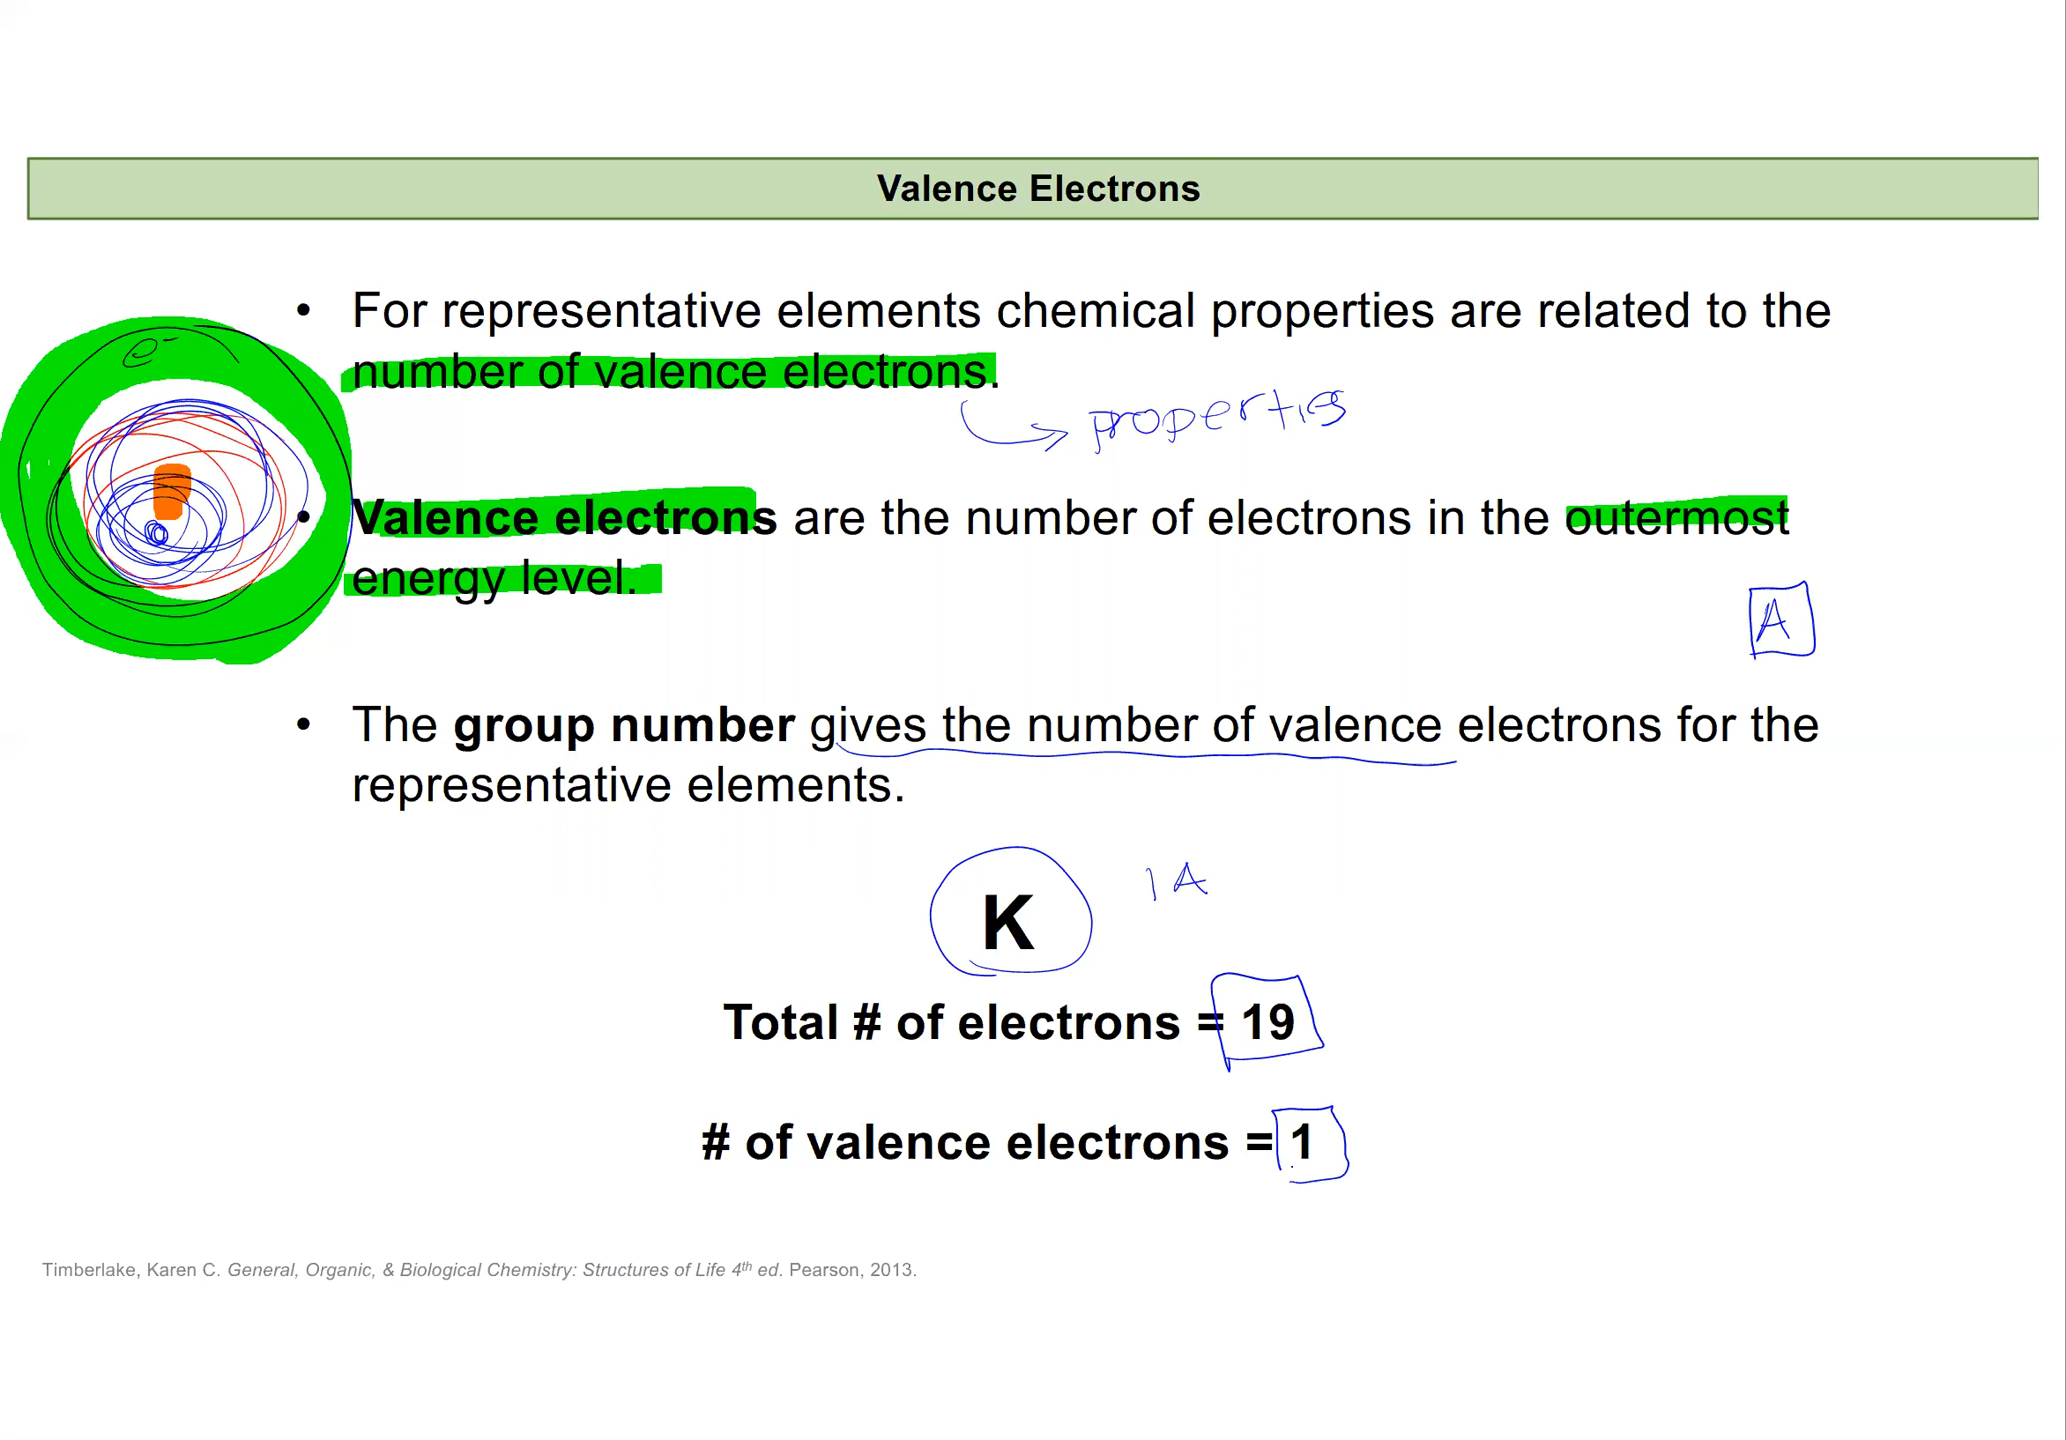 Valence Electrons
• For representative elements chemical properties are related to the
e-
number of valence electrons.
properties
• Valence electrons are the number of electrons in the outermost
energy level.
A
• The group number gives the number of valence electrons for the
representative elements.
1A
K
Total # of electrons = 19
# of valence electrons = 1
Timberlake, Karen C. General, Organic, & Biological Chemistry: Structures of Life 4th ed. Pearson, 2013.